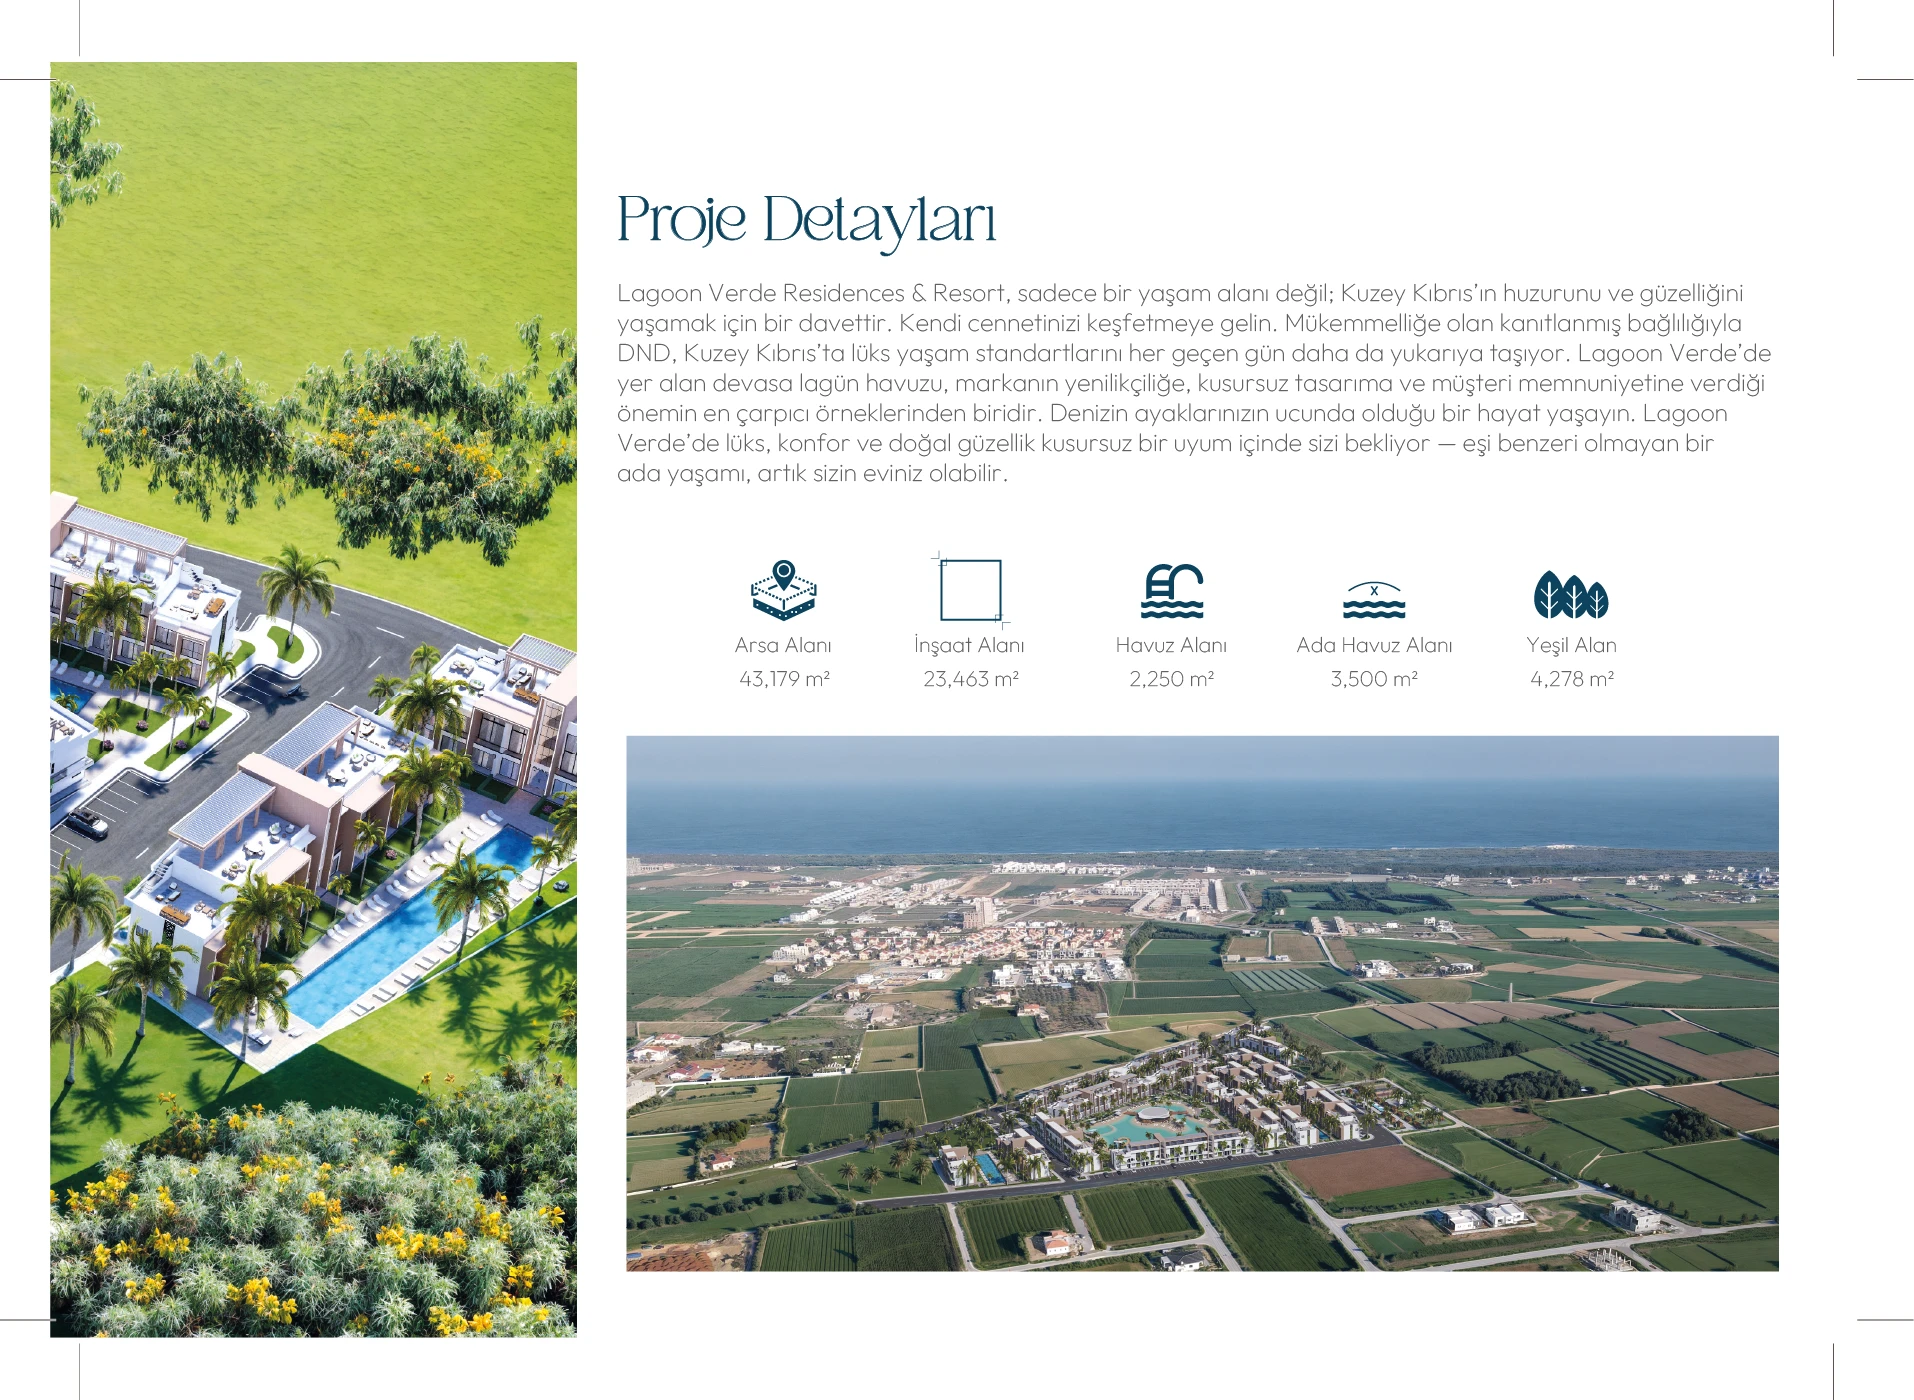 Proje Detayları
Lagoon Verde Residences & Resort, sadece bir yaşam alanı değil; Kuzey Kıbrıs’ın huzurunu ve güzelliğini
yaşamak için bir davettir. Kendi cennetinizi keşfetmeye gelin. Mükemmelliğe olan kanıtlanmış bağlılığıyla
DND, Kuzey Kıbrıs’ta lüks yaşam standartlarını her geçen gün daha da yukarıya taşıyor. Lagoon Verde’de
yer alan devasa lagün havuzu, markanın yenilikçiliğe, kusursuz tasarıma ve müşteri memnuniyetine verdiği
önemin en çarpıcı örneklerinden biridir. Denizin ayaklarınızın ucunda olduğu bir hayat yaşayın. Lagoon
Verde’de lüks, konfor ve doğal güzellik kusursuz bir uyum içinde sizi bekliyor — eşi benzeri olmayan bir
ada yaşamı, artık sizin eviniz olabilir.
x
Arsa Alanı İnşaat Alanı Havuz Alanı Ada Havuz Alanı Yeşil Alan
43,179 m² 23,463 m² 2,250 m² 3,500 m² 4,278 m²